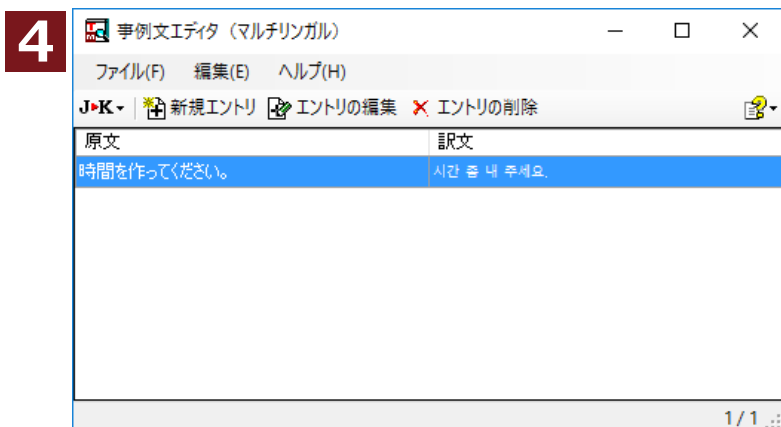 4
事例文エディタ（マルチリンガル）
ファイル(F) 編集(E) ヘルプ(H)
J▸K 新規エントリ エントリの編集 エントリの削除
原文 訳文
時間を作ってください。 시간 좀 내 주세요.
1/1